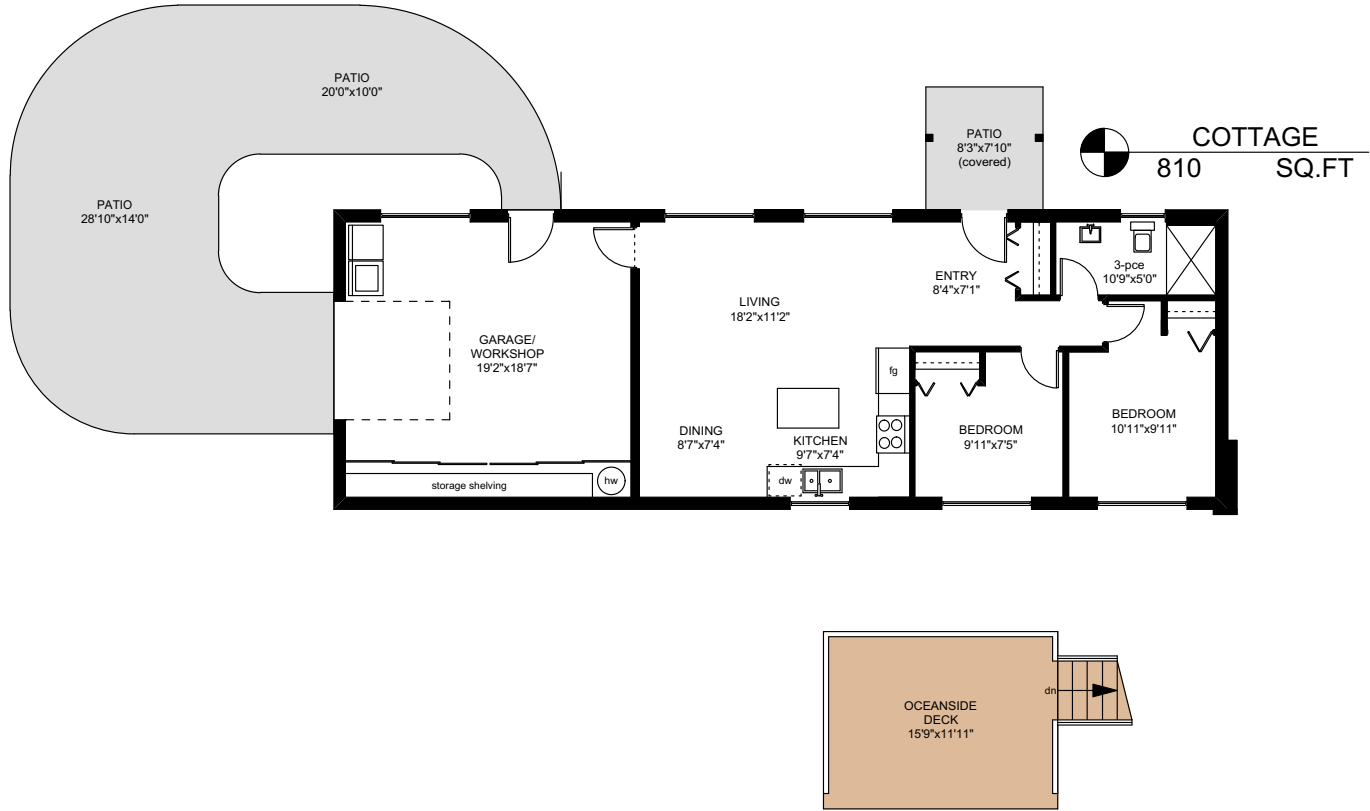 PATIO
20'0"x10'0"
PATIO
8'3"x7'10"
(covered)
COTTAGE
810 SQ.FT
PATIO
28'10"x14'0"
3-pce
10'9"x5'0"
ENTRY
8'4"x7'1"
LIVING
18'2"x11'2"
GARAGE/
WORKSHOP
19'2"x18'7"
fg
BEDROOM
10'11"x9'11"
DINING
8'7"x7'4"
KITCHEN
9'7"x7'4"
BEDROOM
9'11"x7'5"
storage shelving
hw
dw
OCEANSIDE
DECK
15'9"x11'11"
dn